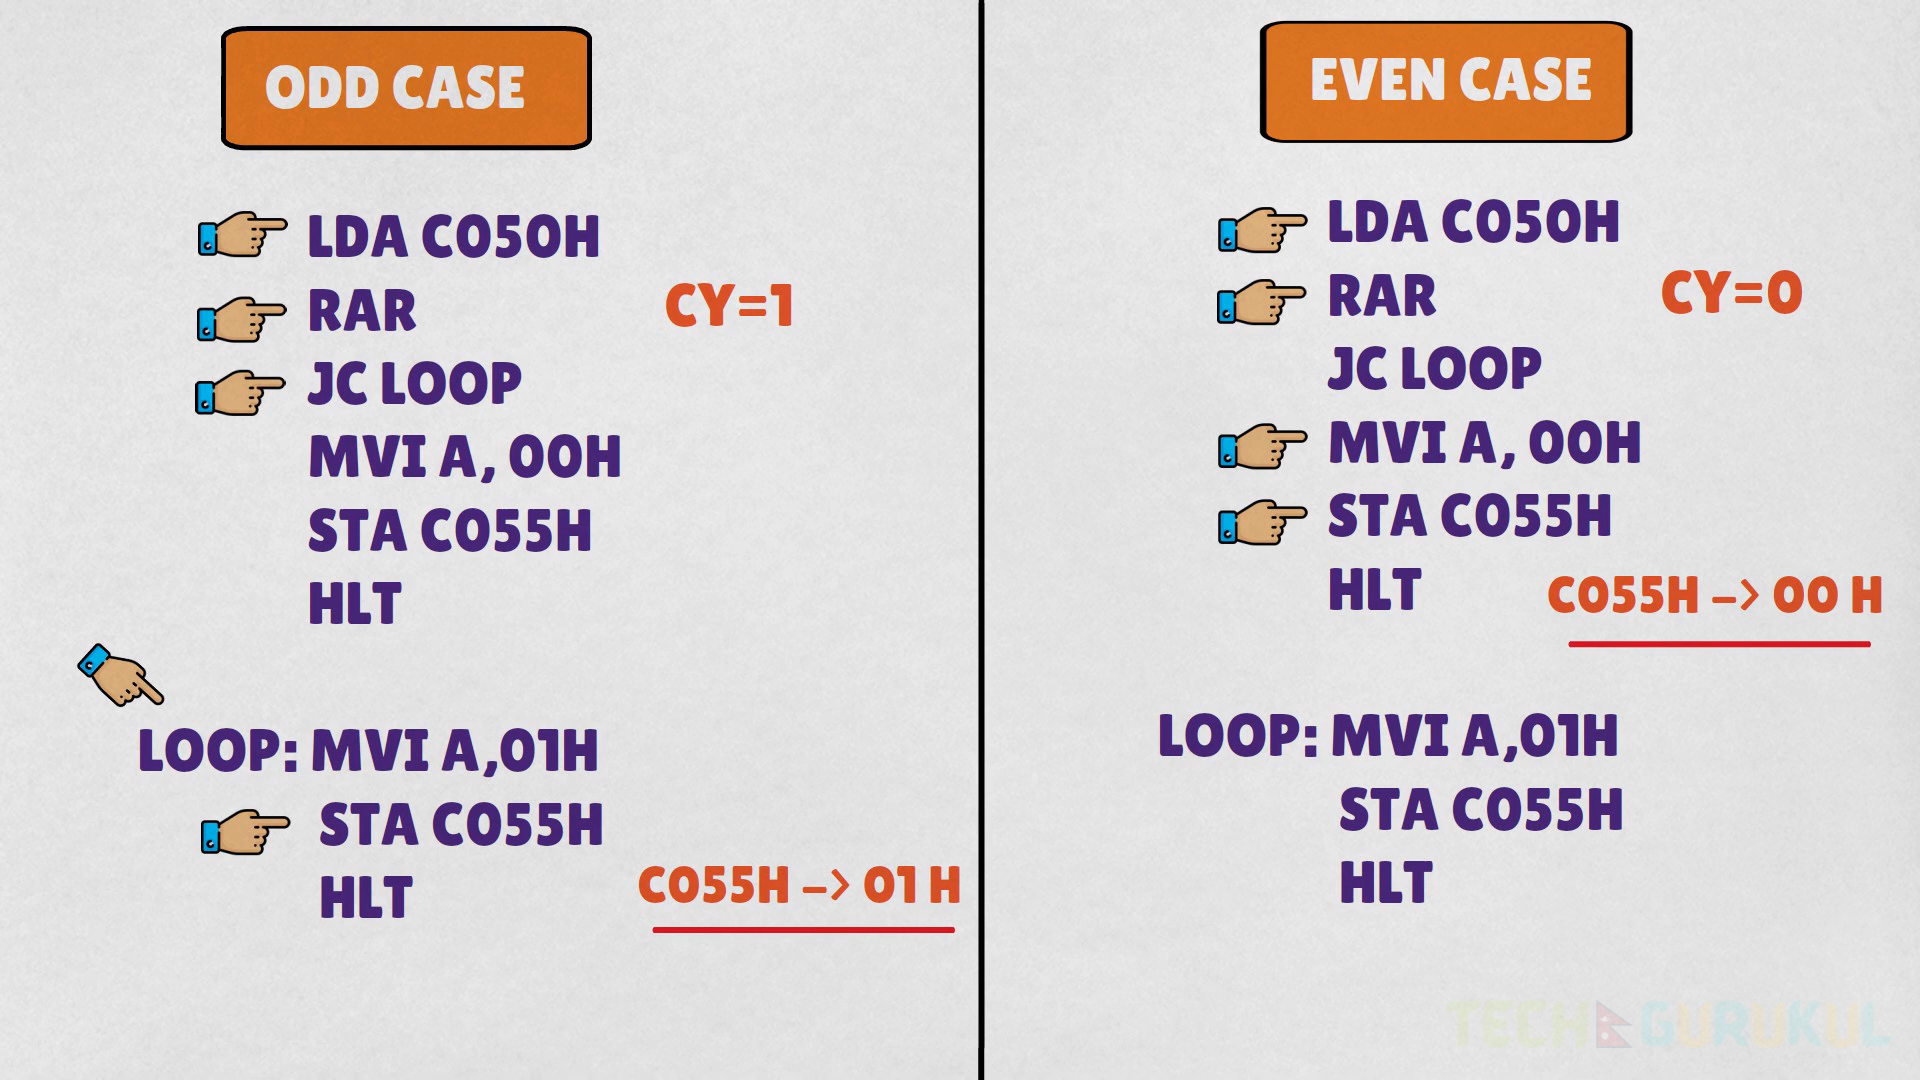 ODD CASE
LDA C050H
RAR
CY=1
JC LOOP
MVI A, 00H
STA C055H
HLT
LOOP: MVI A,01H
STA C055H
HLT
C055H –> 01 H
EVEN CASE
LDA C050H
RAR
CY=0
JC LOOP
MVI A, 00H
STA C055H
HLT
C055H –> 00 H
LOOP: MVI A,01H
STA C055H
HLT
TECH GURUKUL